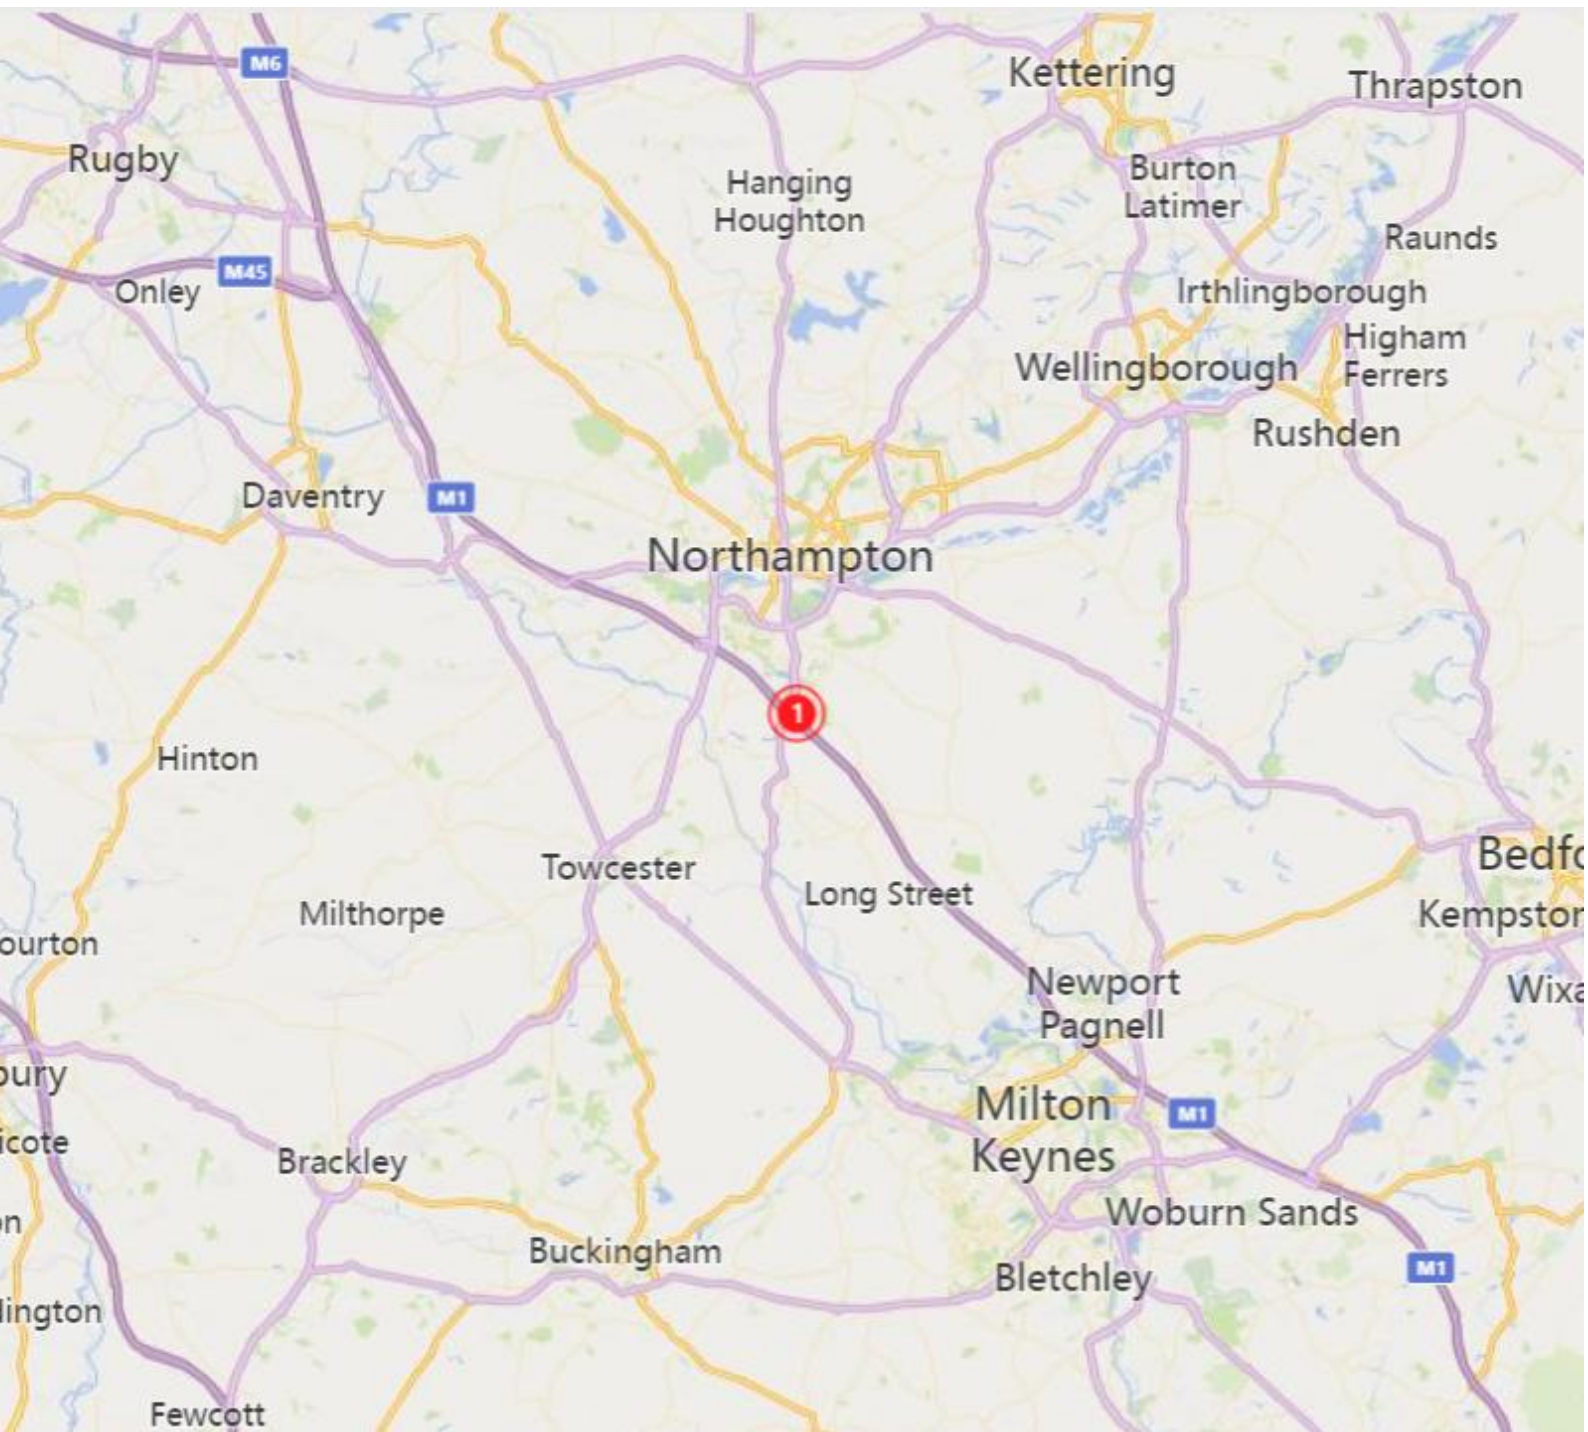 M6
Kettering
Thrapston
Rugby
Hanging
Houghton
Burton
Latimer
Raunds
M45
Onley
Irthlingborough
Higham
Ferrers
Wellingborough
Rushden
Daventry
M1
Northampton
1
Hinton
Towcester
Bedfo
Long Street
Milthorpe
Kempston
ourton
Newport
Pagnell
Wixa
bury
Milton
Keynes
M1
icote
Brackley
Woburn Sands
on
Buckingham
M1
Bletchley
lington
Fewcott